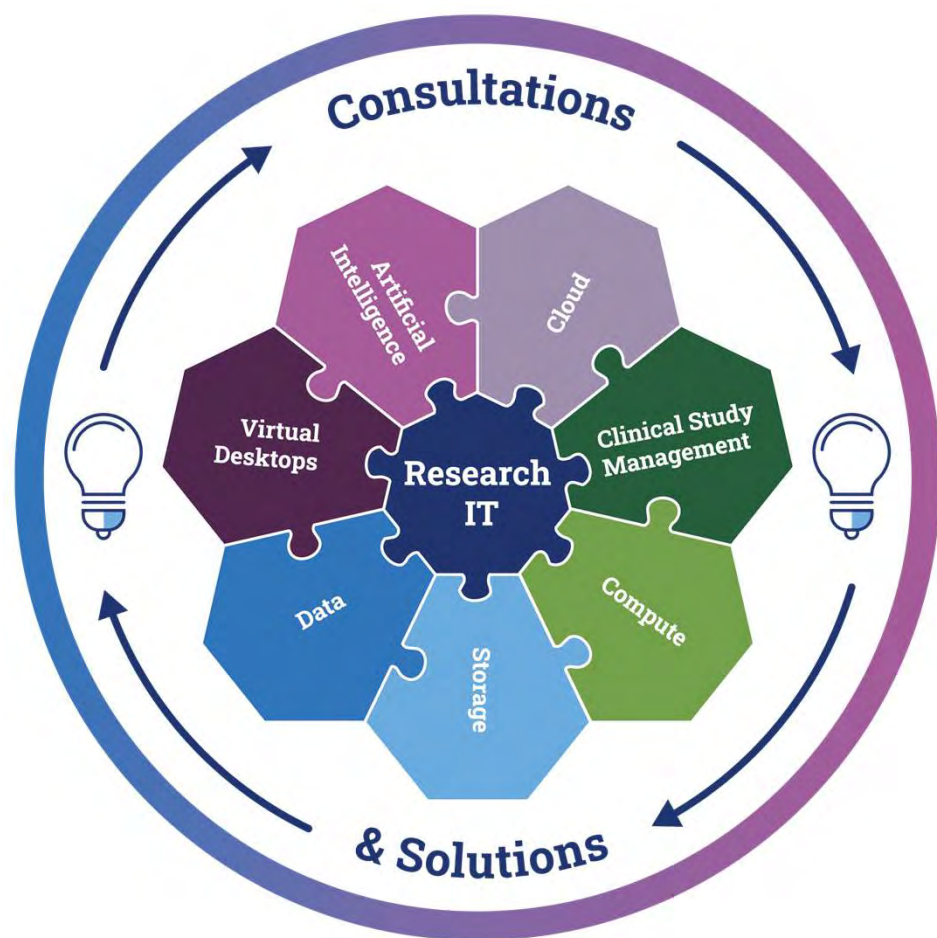 Consultations
Artificial
Intelligence
Cloud
Virtual
Desktops
Research
IT
Clinical Study
Management
Data
Storage
Compute
& Solutions